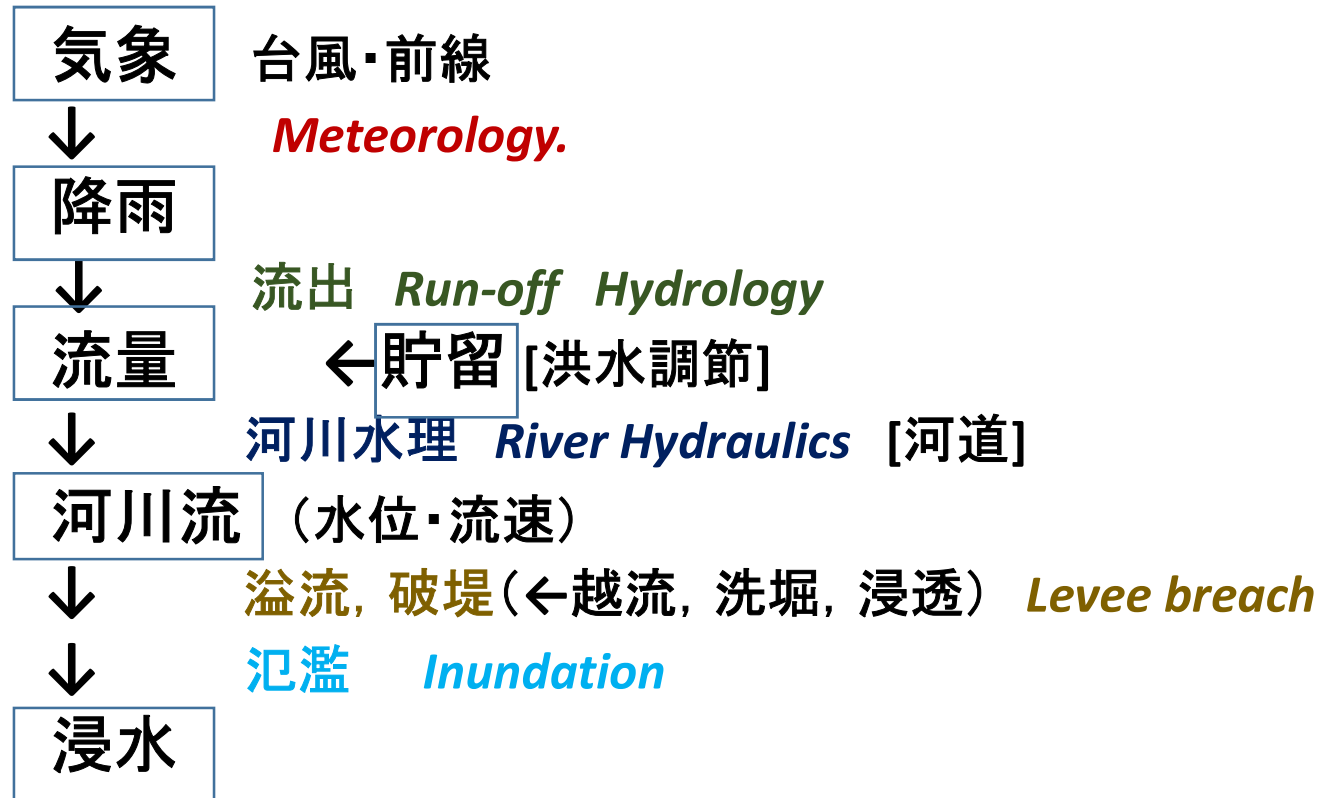 気象 台風・前線
↓ Meteorology.
降雨
↓ 流出 Run-off Hydrology
流量 ←貯留 [洪水調節]
↓ 河川水理 River Hydraulics [河道]
河川流 (水位・流速)
↓ 溢流, 破堤(←越流, 洗堀, 浸透) Levee breach
↓ 氾濫 Inundation
浸水